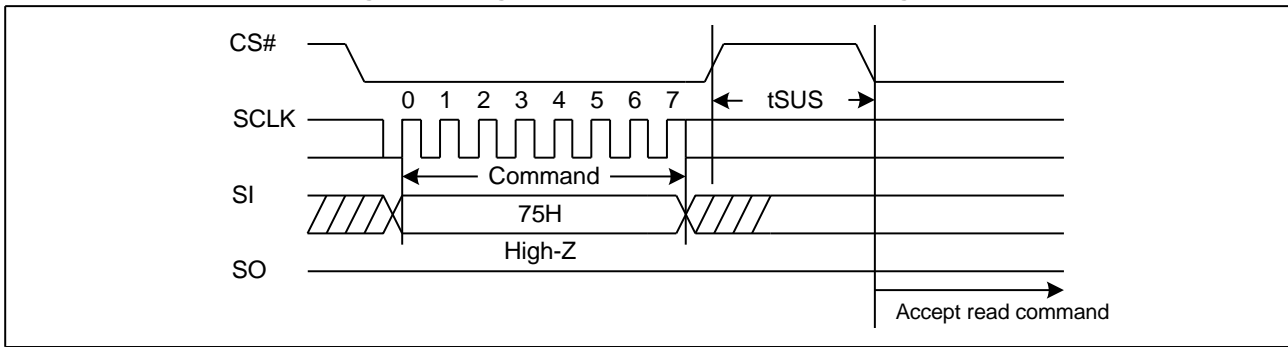 CS#
0 1 2 3 4 5 6 7
tSUS
SCLK
Command
SI
75H
High-Z
SO
Accept read command